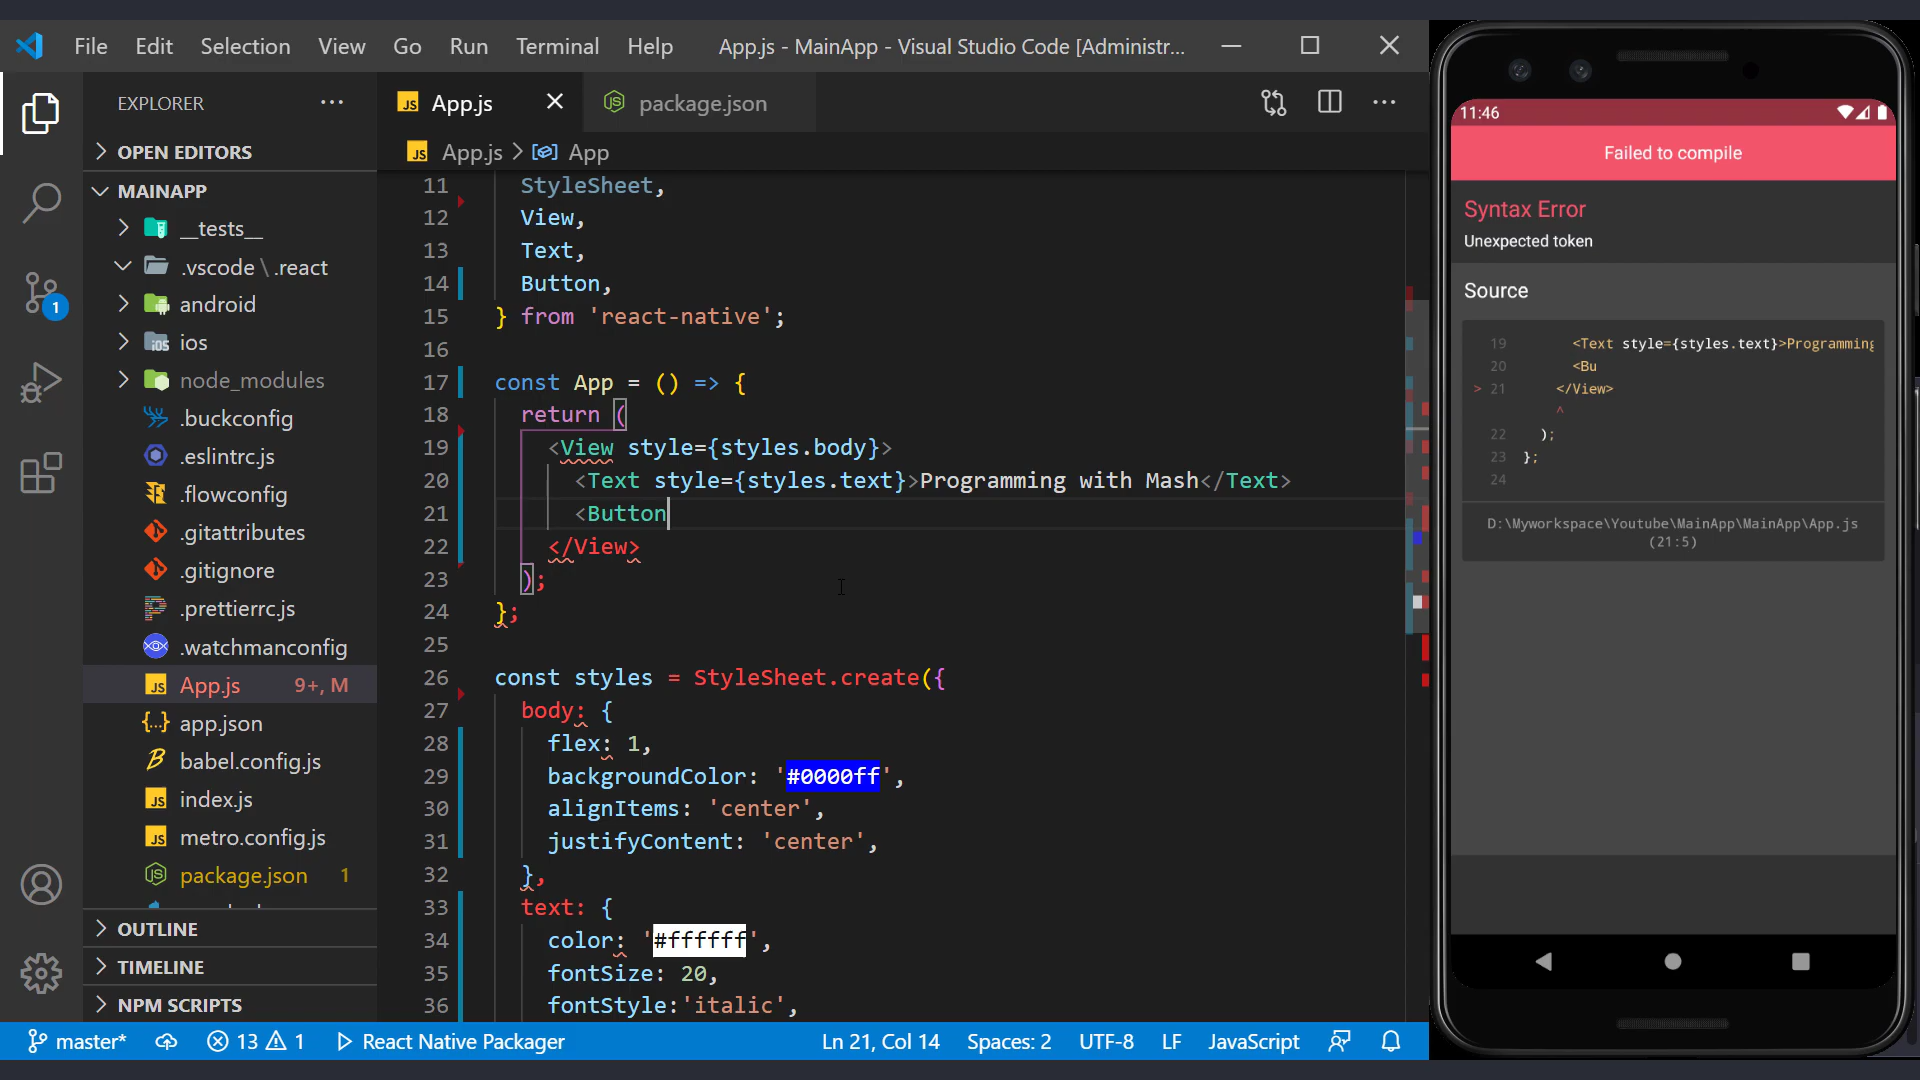 File Edit Selection View Go Run Terminal Help App.js - MainApp - Visual Studio Code [Administr...
EXPLORER
OPEN EDITORS
MAINAPP
__tests__
.vscode \ .react
android
ios
node_modules
.buckconfig
.eslintrc.js
.flowconfig
.gitattributes
.gitignore
.prettierrc.js
.watchmanconfig
App.js 9+, M
app.json
babel.config.js
index.js
metro.config.js
package.json 1
OUTLINE
TIMELINE
NPM SCRIPTS
1
JS App.js
JS package.json
JS App.js > App
11 StyleSheet,
12 View,
13 Text,
14 Button,
15 } from 'react-native';
16
17 const App = () => {
18 return (
19 <View style={styles.body}>
20 <Text style={styles.text}>Programming with Mash</Text>
21 <Button
22 </View>
23 );
24 };
25
26 const styles = StyleSheet.create({
27 body: {
28 flex: 1,
29 backgroundColor: '#0000ff',
30 alignItems: 'center',
31 justifyContent: 'center',
32 },
33 text: {
34 color: '#ffffff',
35 fontSize: 20,
36 fontStyle:'italic',
master* 13 1 React Native Packager Ln 21, Col 14 Spaces: 2 UTF-8 LF JavaScript
11:46
Failed to compile
Syntax Error
Unexpected token
Source
19 <Text style={styles.text}>Programming
20 <Bu
> 21 </View>
^
22 );
23 };
24
D:\Myworkspace\Youtube\MainApp\MainApp\App.js
(21:5)